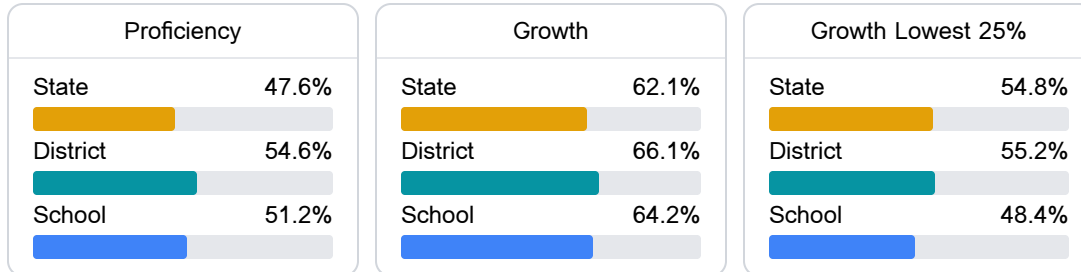 Proficiency
State 47.6%
District 54.6%
School 51.2%
Growth
State 62.1%
District 66.1%
School 64.2%
Growth Lowest 25%
State 54.8%
District 55.2%
School 48.4%